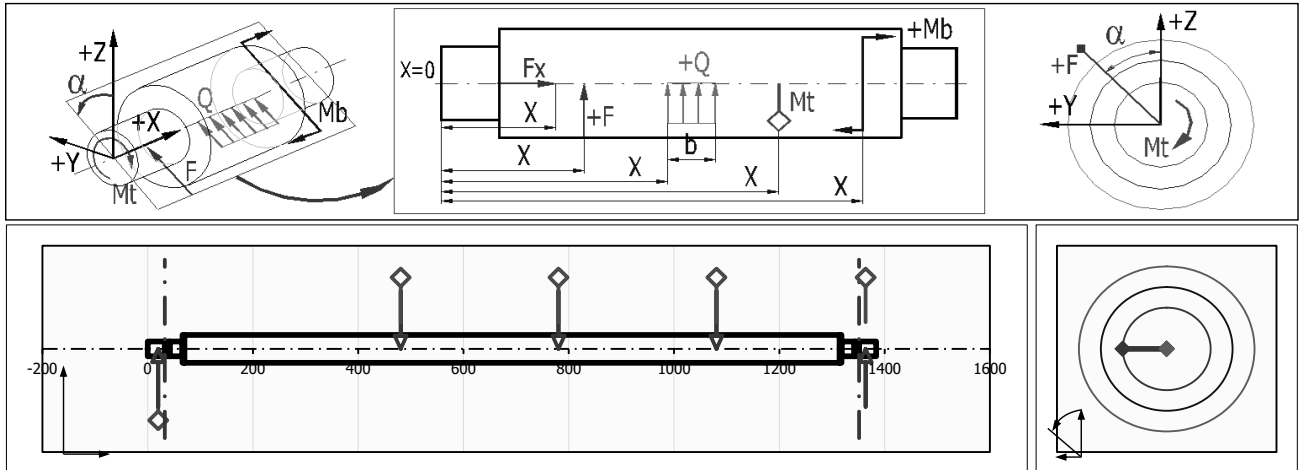 +Z
α
Q
+X
+Y
F
Mb
Mt
+Mb
X=0
Fx
+Q
X
+F
Mt
b
X
X
X
X
+Z
α
+F
+Y
Mt
-200 0 200 400 600 800 1000 1200 1400 1600